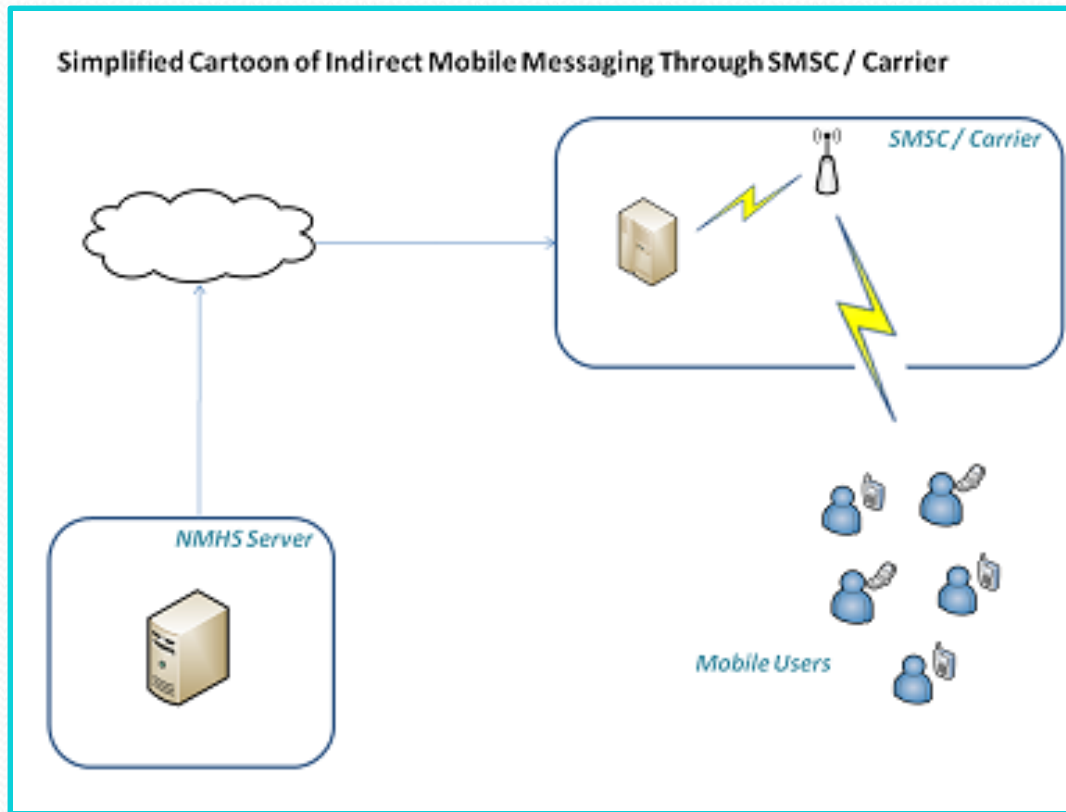 Simplified Cartoon of Indirect Mobile Messaging Through SMSC / Carrier
SMSC / Carrier
NMHS Server
Mobile Users